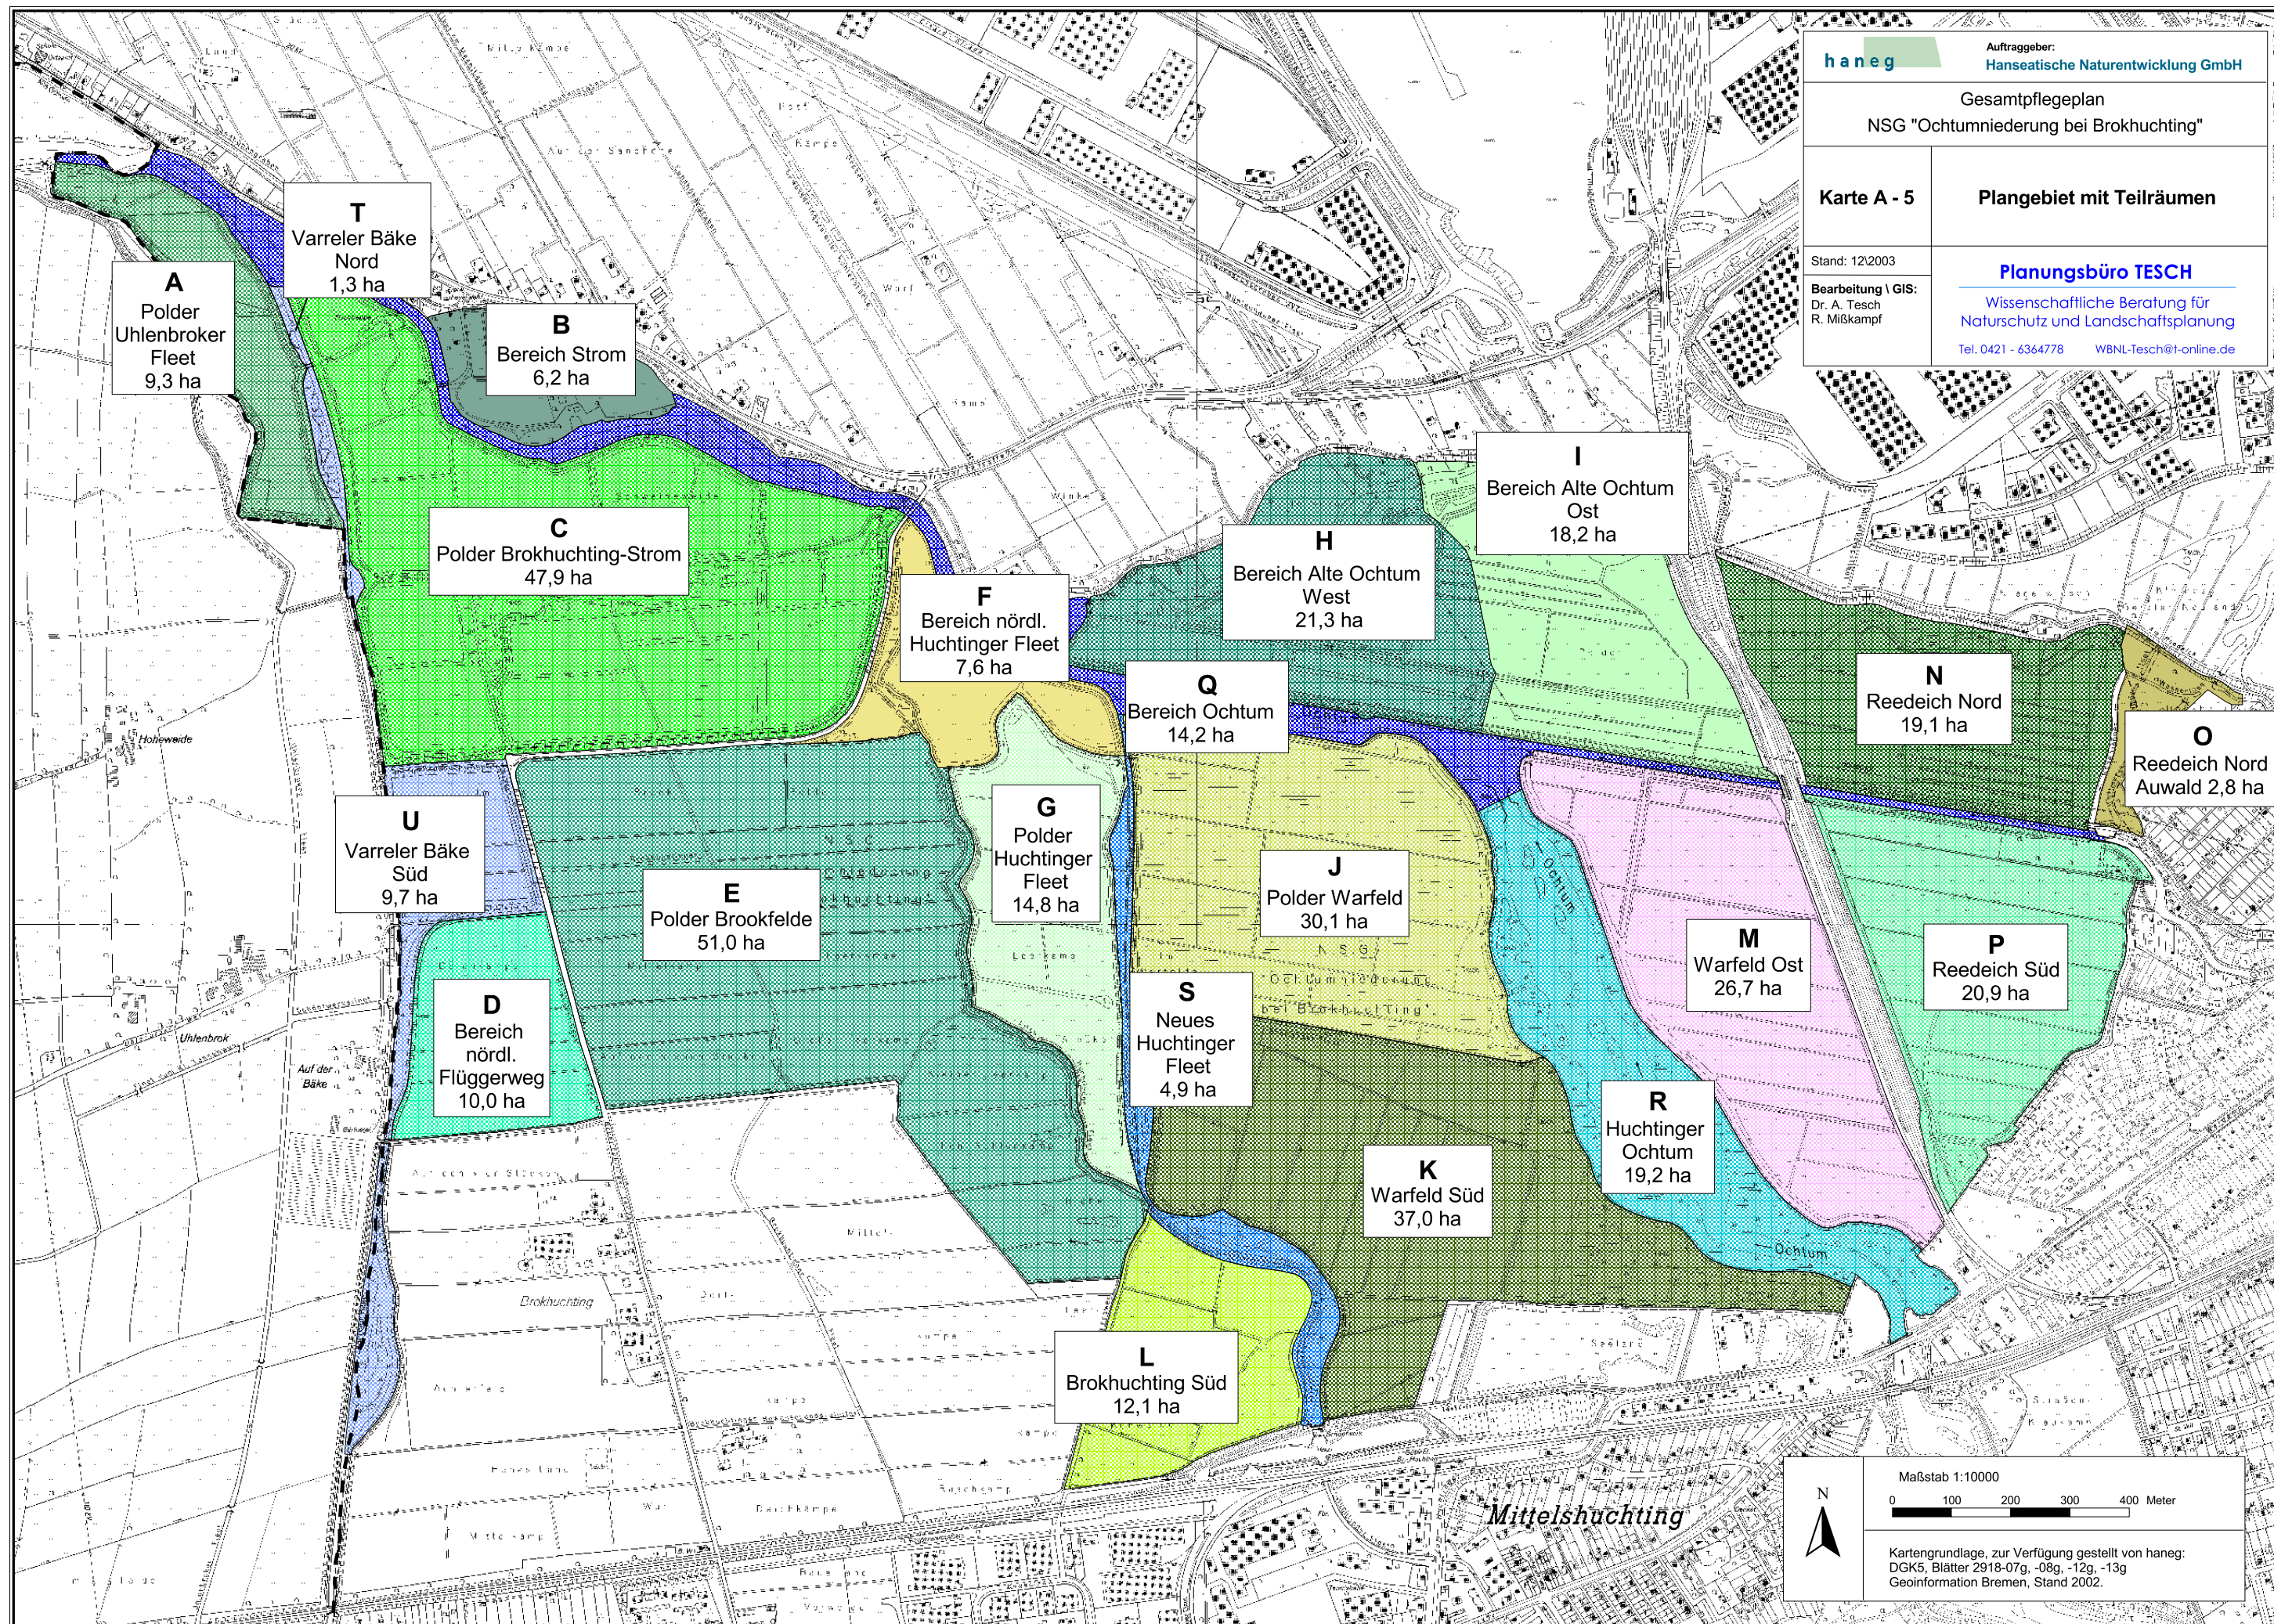 haneg
Auftraggeber:
Hanseatische Naturentwicklung GmbH
Gesamtpflegeplan
NSG "Ochtumniederung bei Brokhuchting"
Karte A - 5
Plangebiet mit Teilräumen
Stand: 12\2003
Bearbeitung \ GIS:
Dr. A. Tesch
R. Mißkampf
Planungsbüro TESCH
Wissenschaftliche Beratung für
Naturschutz und Landschaftsplanung
Tel. 0421 - 6364778 WBNL-Tesch@t-online.de
T
Varreler Bäke
Nord
1,3 ha
A
Polder
Uhlenbroker
Fleet
9,3 ha
B
Bereich Strom
6,2 ha
C
Polder Brokhuchting-Strom
47,9 ha
I
Bereich Alte Ochtum
Ost
18,2 ha
H
Bereich Alte Ochtum
West
21,3 ha
F
Bereich nördl.
Huchtinger Fleet
7,6 ha
Q
Bereich Ochtum
14,2 ha
N
Reedeich Nord
19,1 ha
O
Reedeich Nord
Auwald 2,8 ha
U
Varreler Bäke
Süd
9,7 ha
G
Polder
Huchtinger
Fleet
14,8 ha
E
Polder Brookfelde
51,0 ha
J
Polder Warfeld
30,1 ha
M
Warfeld Ost
26,7 ha
P
Reedeich Süd
20,9 ha
D
Bereich
nördl.
Flüggerweg
10,0 ha
S
Neues
Huchtinger
Fleet
4,9 ha
R
Huchtinger
Ochtum
19,2 ha
K
Warfeld Süd
37,0 ha
L
Brokhuchting Süd
12,1 ha
Hoheweide
Uhlenbrok
Auf der
Bäke
Brokhuchting
Ochtum
Ochtum
N.S.G.
Ochtumniederung
bei Brokhuchting"
Mittelshuchting
N
Maßstab 1:10000
0 100 200 300 400 Meter
Kartengrundlage, zur Verfügung gestellt von haneg:
DGK5, Blätter 2918-07g, -08g, -12g, -13g
Geoinformation Bremen, Stand 2002.